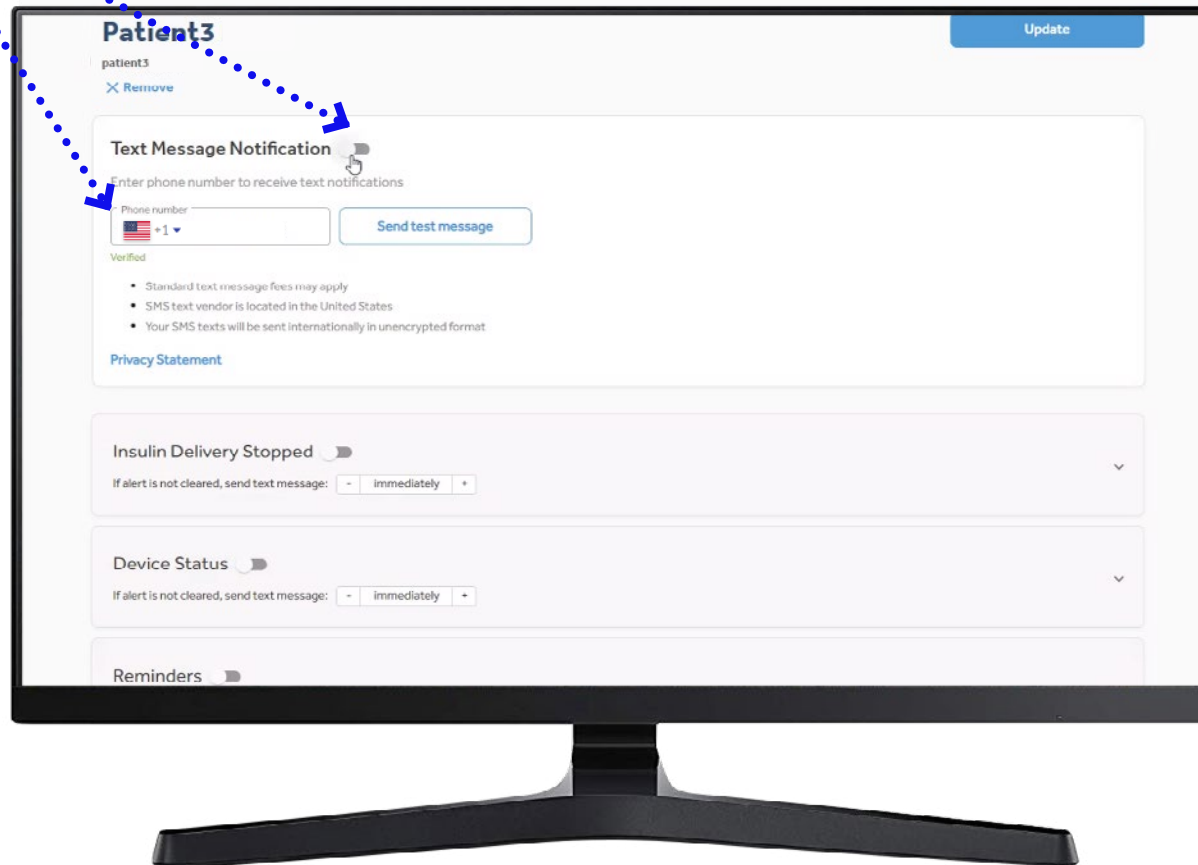 Patient3
Update
patient3
Remove
Text Message Notification
Enter phone number to receive text notifications
Phone number
+1
Send test message
Verified
Standard text message fees may apply
SMS text vendor is located in the United States
Your SMS texts will be sent internationally in unencrypted format
Privacy Statement
Insulin Delivery Stopped
If alert is not cleared, send text message: - immediately +
Device Status
If alert is not cleared, send text message: - immediately +
Reminders